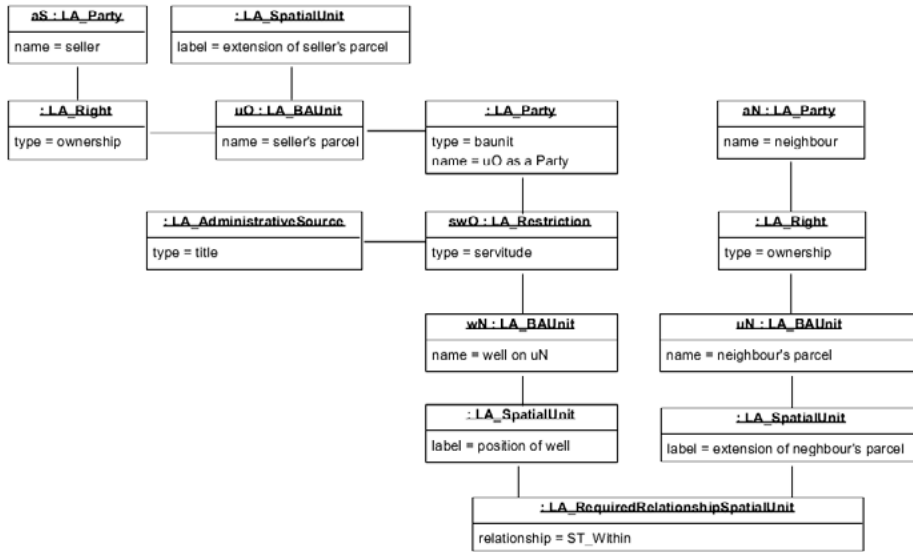 aS : LA_Party
name = seller
: LA_SpatialUnit
label = extension of seller's parcel
: LA_Right
type = ownership
uO : LA_BAUnit
name = seller's parcel
: LA_Party
type = baunit
name = uO as a Party
aN : LA_Party
name = neighbour
: LA_AdministrativeSource
type = title
swO : LA_Restriction
type = servitude
: LA_Right
type = ownership
wN : LA_BAUnit
name = well on uN
uN : LA_BAUnit
name = neighbour's parcel
: LA_SpatialUnit
label = position of well
: LA_SpatialUnit
label = extension of neghbour's parcel
: LA_RequiredRelationshipSpatialUnit
relationship = ST_Within